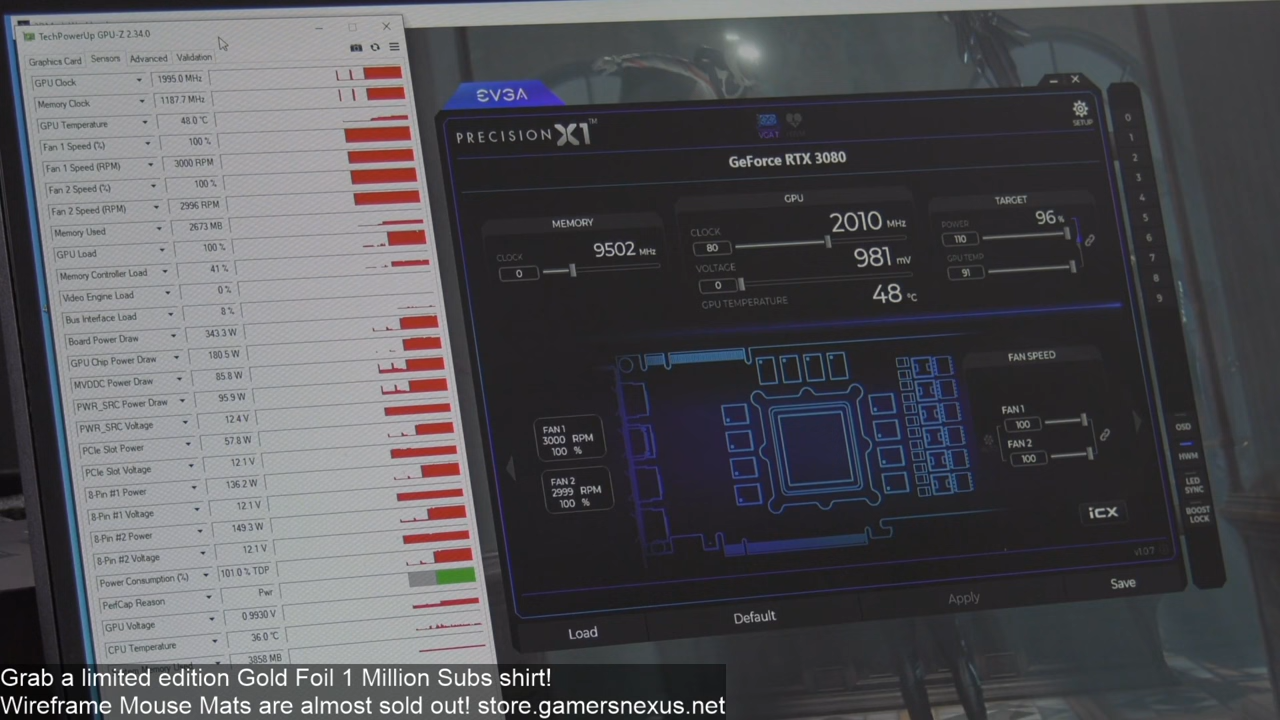 TechPowerUp GPU-Z 2.34.0
Graphics Card Sensors Advanced Validation
GPU Clock 1995.0 MHz
Memory Clock 1187.7 MHz
GPU Temperature 48.0 °C
Fan 1 Speed (%) 100 %
Fan 1 Speed (RPM) 3000 RPM
Fan 2 Speed (%) 100 %
Fan 2 Speed (RPM) 2996 RPM
Memory Used 2673 MB
GPU Load 100 %
Memory Controller Load 41 %
Video Engine Load 0 %
Bus Interface Load 8 %
Board Power Draw 343.3 W
GPU Chip Power Draw 180.5 W
MVDDC Power Draw 85.8 W
PWR_SRC Power Draw 95.9 W
PWR_SRC Voltage 12.4 V
PCIe Slot Power 57.8 W
PCIe Slot Voltage 12.1 V
8-Pin #1 Power 136.2 W
8-Pin #1 Voltage 12.1 V
8-Pin #2 Power 149.3 W
8-Pin #2 Voltage 12.1 V
Power Consumption (%) 101.0 % TDP
PerfCap Reason Pwr
GPU Voltage 0.9930 V
CPU Temperature 36.0 °C
3858 MB
EVGA
PRECISION X1™
VOLT
SETUP
GeForce RTX 3080
MEMORY
CLOCK
0
9502 MHz
GPU
CLOCK
80
2010 MHz
VOLTAGE
0
981 mV
GPU TEMPERATURE
48 °C
TARGET
POWER
110
96 %
GPU TEMP
91
FAN 1
3000 RPM
100 %
FAN 2
2999 RPM
100 %
FAN SPEED
FAN 1
100
FAN 2
100
iCX
v1.0.7
Load
Default
Apply
Save
0
1
2
3
4
5
6
7
8
9
OSD
HWM
LED
SYNC
BOOST
LOCK
Grab a limited edition Gold Foil 1 Million Subs shirt!
Wireframe Mouse Mats are almost sold out! store.gamersnexus.net